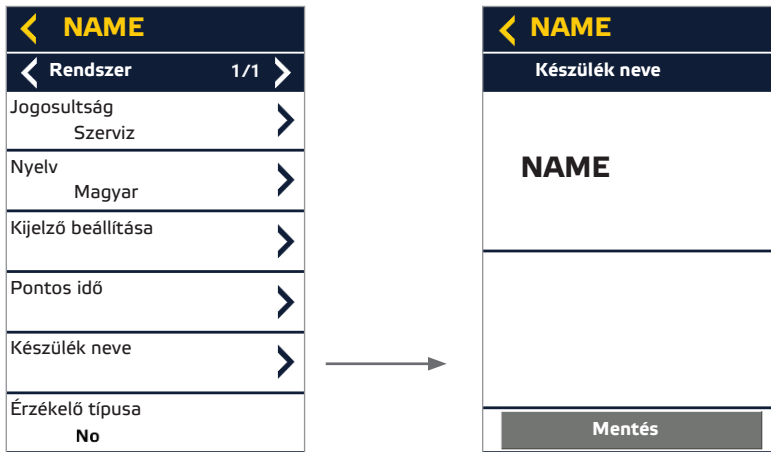 NAME
Rendszer 1/1
Jogosultság
Szerviz
Nyelv
Magyar
Kijelző beállítása
Pontos idő
Készülék neve
Érzékelő típusa
No
NAME
Készülék neve
NAME
Mentés